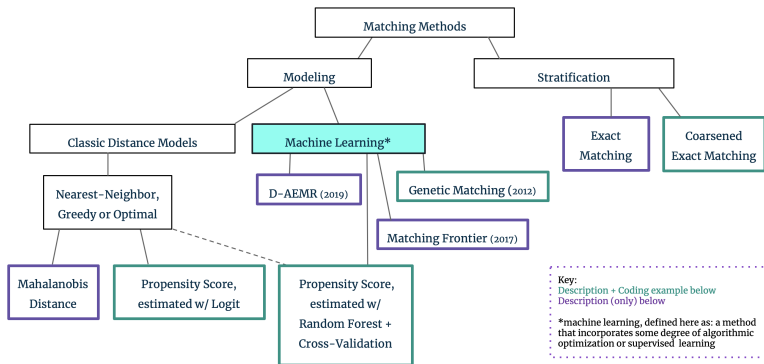 Matching Methods
Modeling
Stratification
Classic Distance Models
Machine Learning*
Exact
Matching
Coarsened
Exact Matching
D-AEMR (2019)
Genetic Matching (2012)
Nearest-Neighbor,
Greedy or Optimal
Matching Frontier (2017)
Mahalanobis
Distance
Propensity Score,
estimated w/ Logit
Propensity Score,
estimated w/
Random Forest +
Cross-Validation
Key:
Description + Coding example below
Description (only) below
*machine learning, defined here as: a method
that incorporates some degree of algorithmic
optimization or supervised learning